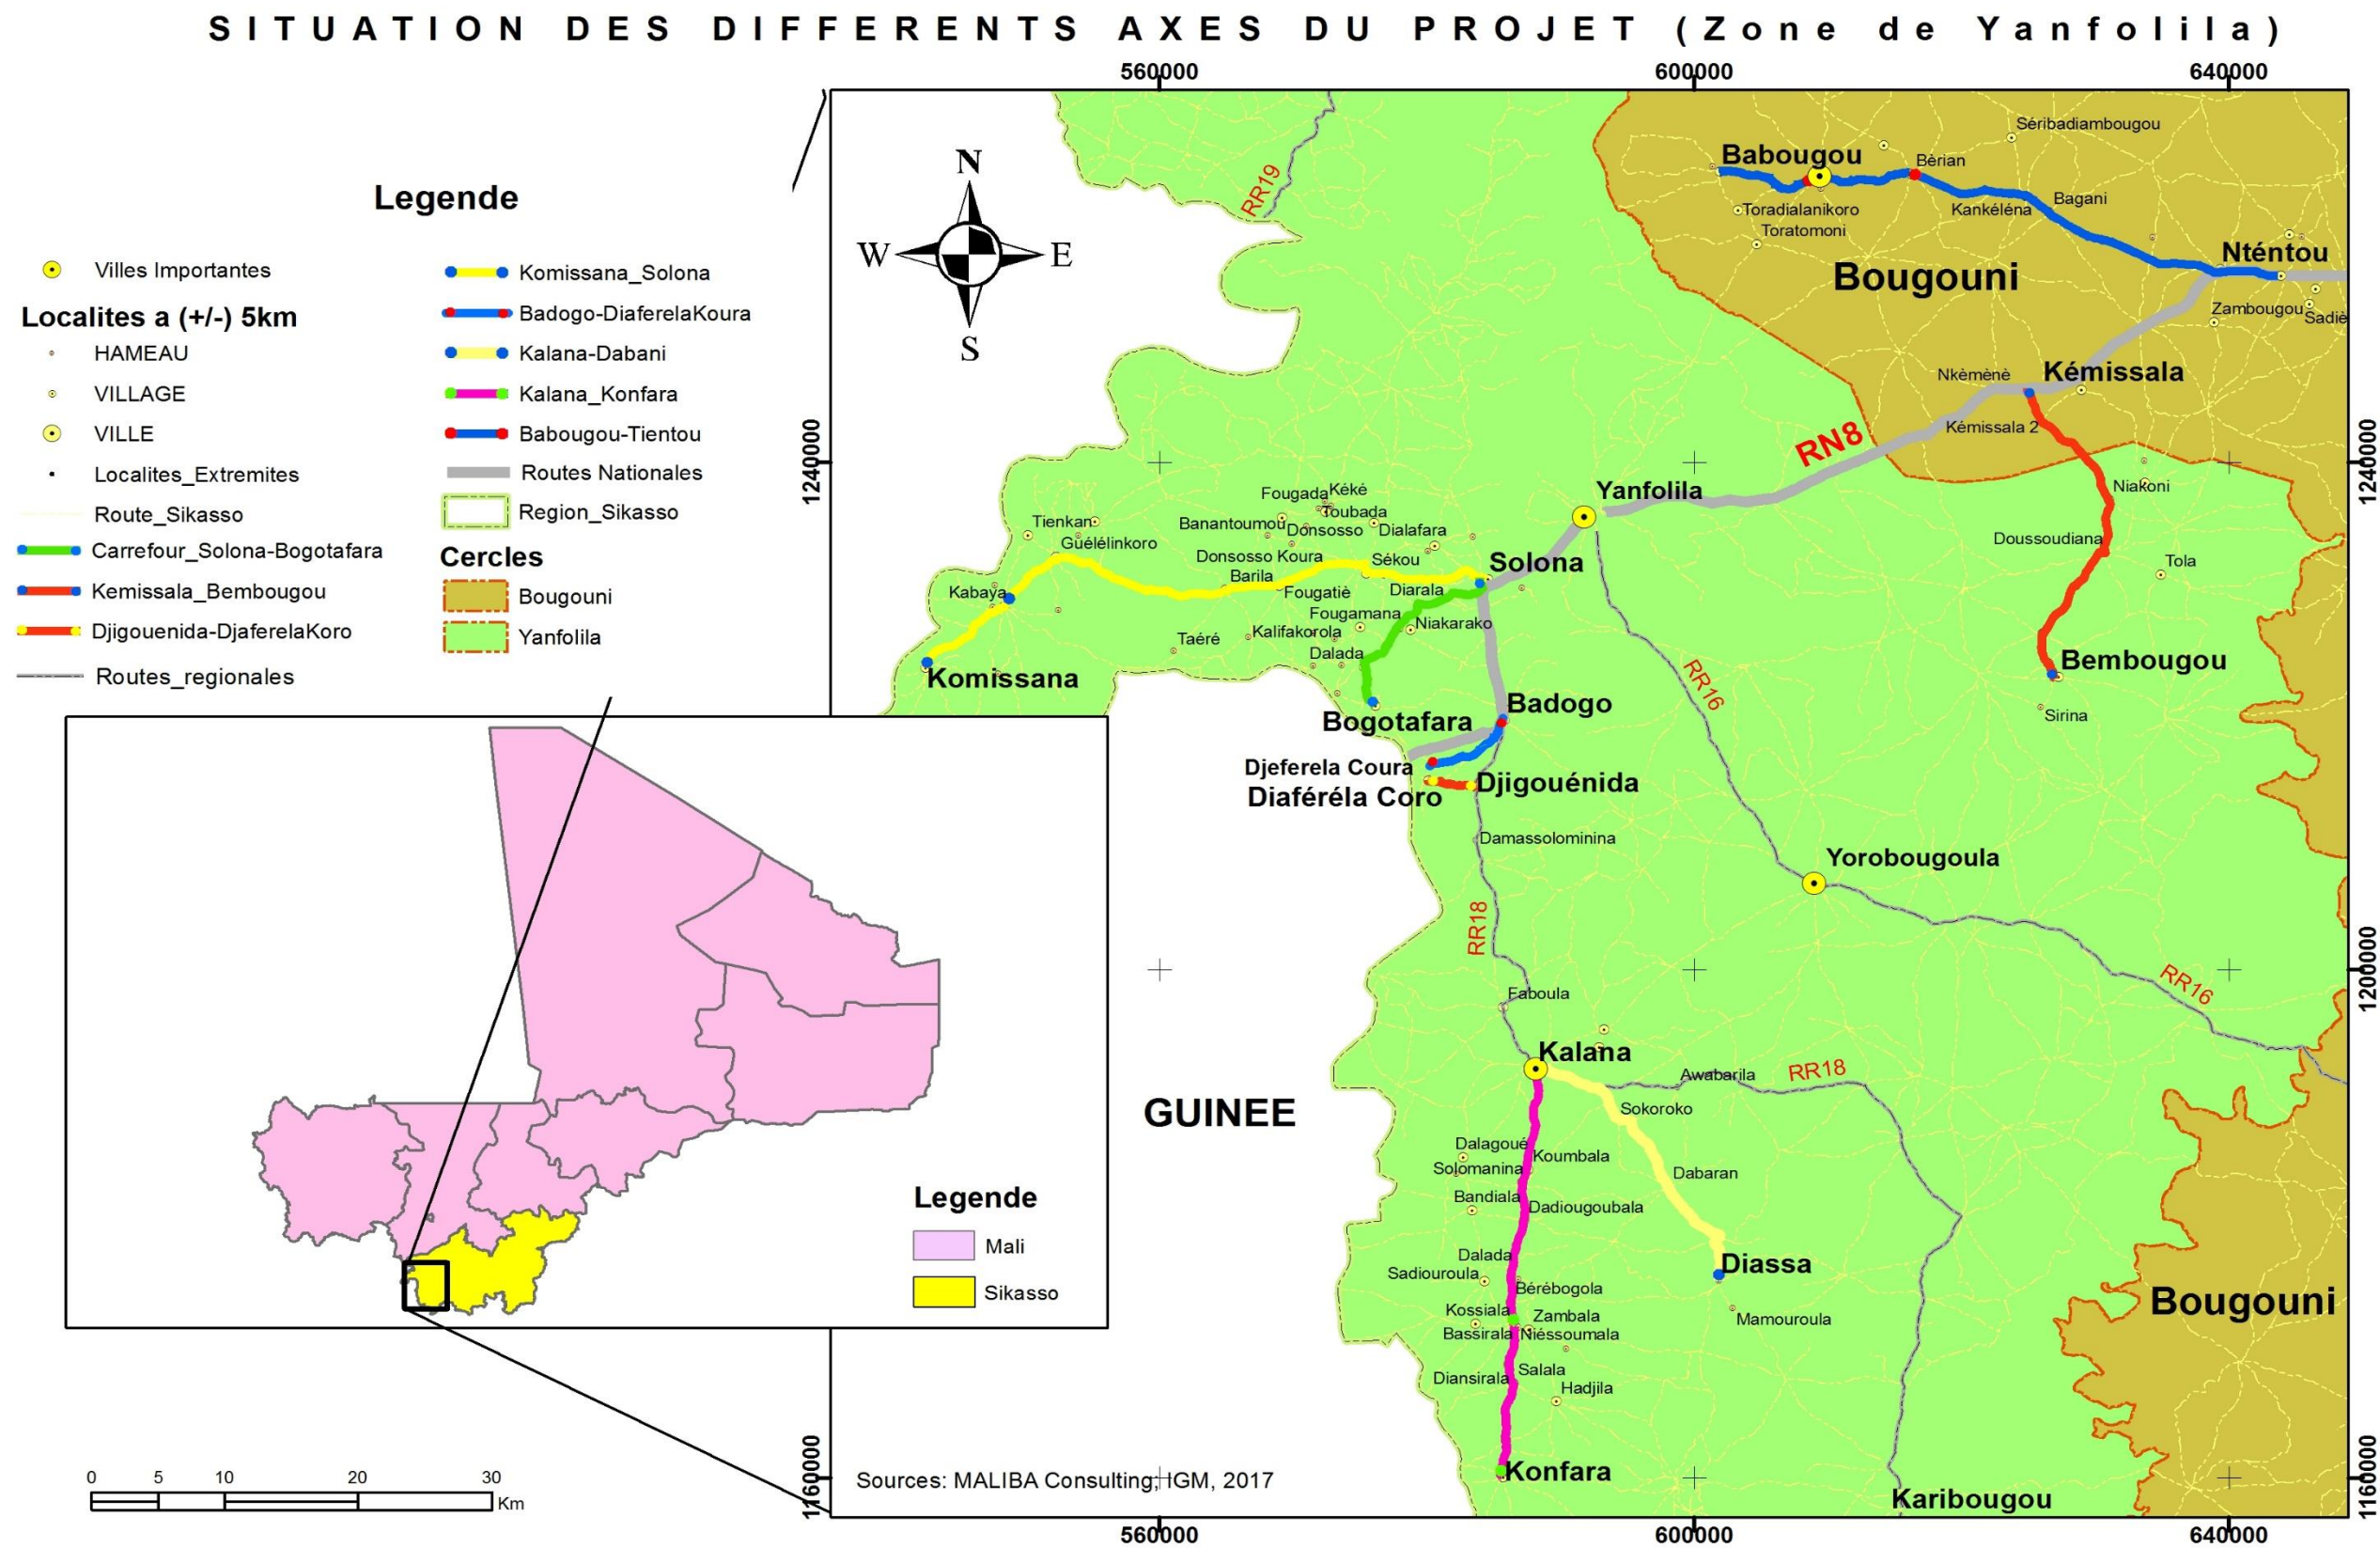 SITUATION DES DIFFERENTS AXES DU PROJET (Zone de Yanfolila)
560000
600000
640000
Legende
Villes Importantes
Localites a (+/-) 5km
HAMEAU
VILLAGE
VILLE
Localites_Extremites
Route_Sikasso
Carrefour_Solona-Bogotafara
Kemissala_Bembougou
Djigouenida-DjaferelaKoro
Routes_regionales
Komissana_Solona
Badogo-DiaferelaKoura
Kalana-Dabani
Kalana_Konfara
Babougou-Tientou
Routes Nationales
Region_Sikasso
Cercles
Bougouni
Yanfolila
N
W
E
S
RR19
Séribadiambougou
Babougou
Bérian
Bagani
Toradialanikoro
Kankéléna
Toratomoni
Nténtou
Bougouni
Zambougou
Sadiè
Nkèmènè
Kémissala
Kémissala 2
RN8
1240000
1240000
Yanfolila
Niakoni
Fougada
Kéké
Toubada
Tienkan
Banantoumou
Donsosso
Dialafara
Guélélinkoro
Donsosso Koura
Sékou
Solona
Doussoudiana
Tola
Barila
Kabaya
Fougatiè
Diarala
Fougamana
Niakarako
Taéré
Kalifakorola
Dalada
Komissana
RR16
Bembougou
Sirina
Badogo
Bogotafara
Djeferela Coura
Djigouénida
Diaféréla Coro
Damassolominina
Yorobougoula
RR18
1200000
RR16
Faboula
Kalana
Awabarila
RR18
GUINEE
Sokoroko
Dalagoué
Koumbala
Solomanina
Dabaran
Bandiala
Dadiougoubala
Dalada
Diassa
Sadiouroula
Bérébogola
Bougouni
Kossiala
Zambala
Mamouroula
Bassirala
Niéssoumala
Salala
Diansirala
Hadjila
Konfara
Karibougou
1160000
1160000
Legende
Mali
Sikasso
0
5
10
20
30
Km
Sources: MALIBA Consulting; IGM, 2017
560000
600000
640000